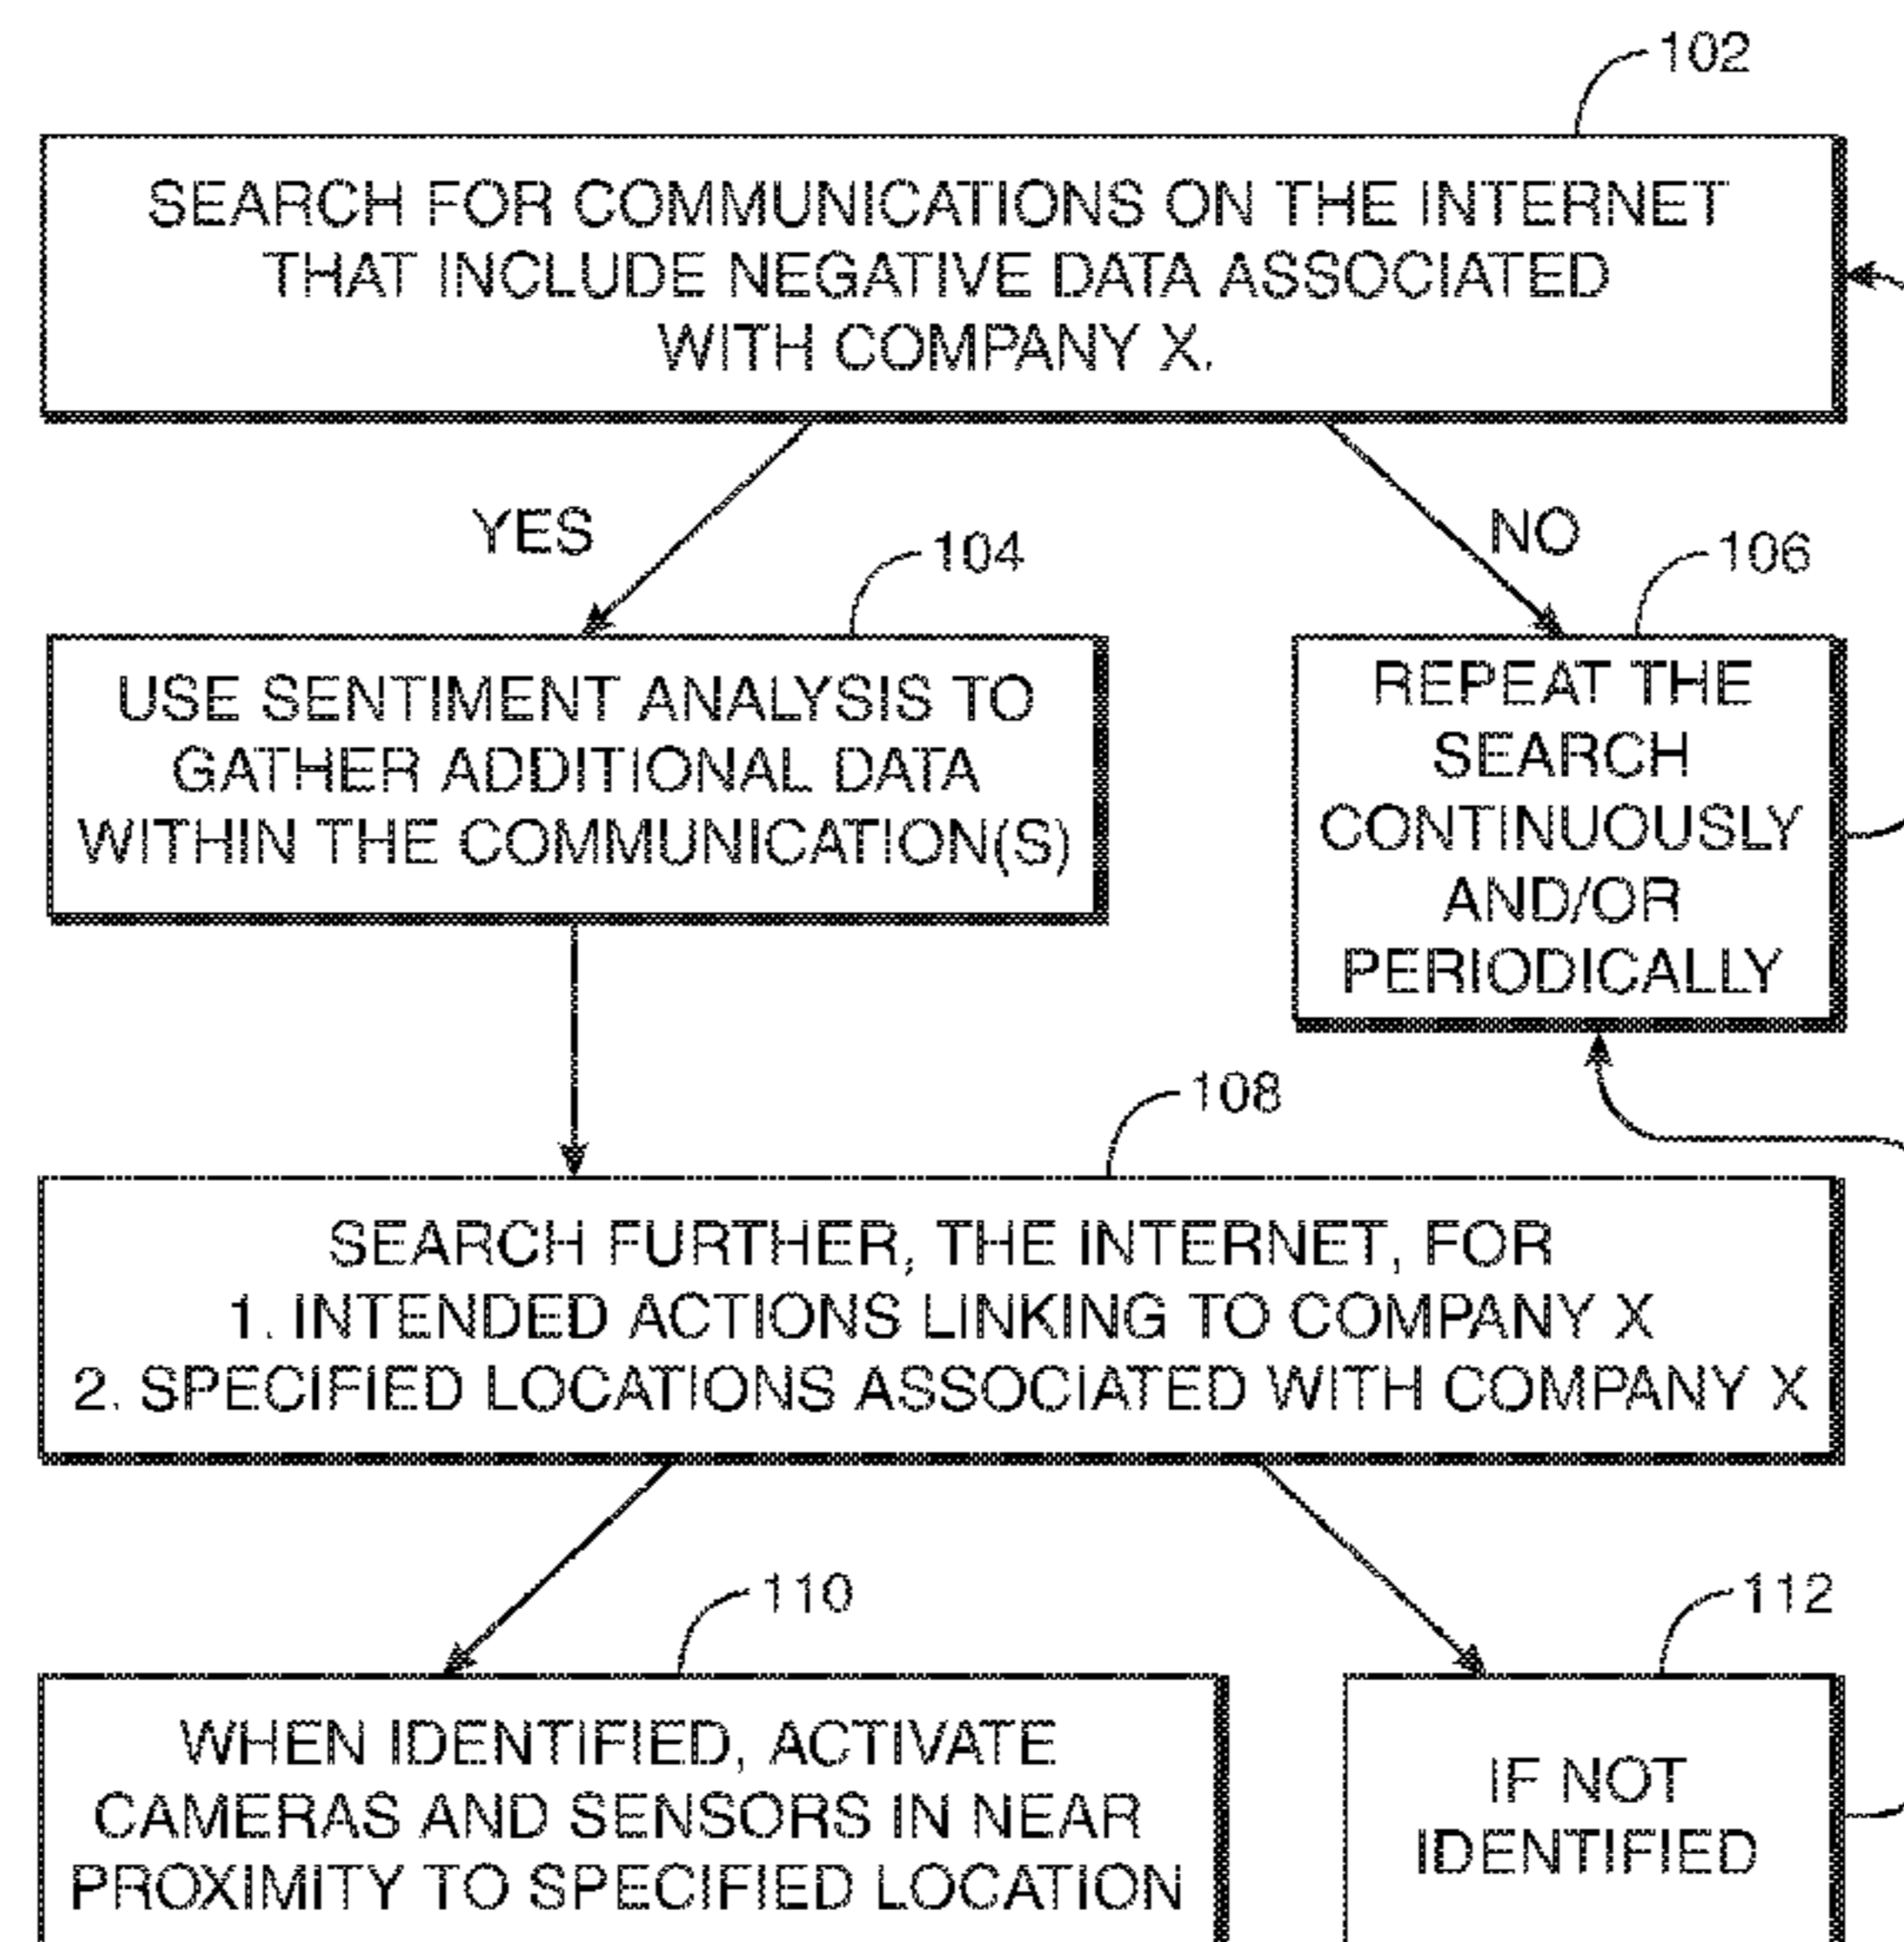 102
SEARCH FOR COMMUNICATIONS ON THE INTERNET
THAT INCLUDE NEGATIVE DATA ASSOCIATED
WITH COMPANY X.
YES
NO
104
106
USE SENTIMENT ANALYSIS TO
GATHER ADDITIONAL DATA
WITHIN THE COMMUNICATION(S)
REPEAT THE
SEARCH
CONTINUOUSLY
AND/OR
PERIODICALLY
108
SEARCH FURTHER, THE INTERNET, FOR
1. INTENDED ACTIONS LINKING TO COMPANY X
2. SPECIFIED LOCATIONS ASSOCIATED WITH COMPANY X
110
112
WHEN IDENTIFIED, ACTIVATE
CAMERAS AND SENSORS IN NEAR
PROXIMITY TO SPECIFIED LOCATION
IF NOT
IDENTIFIED